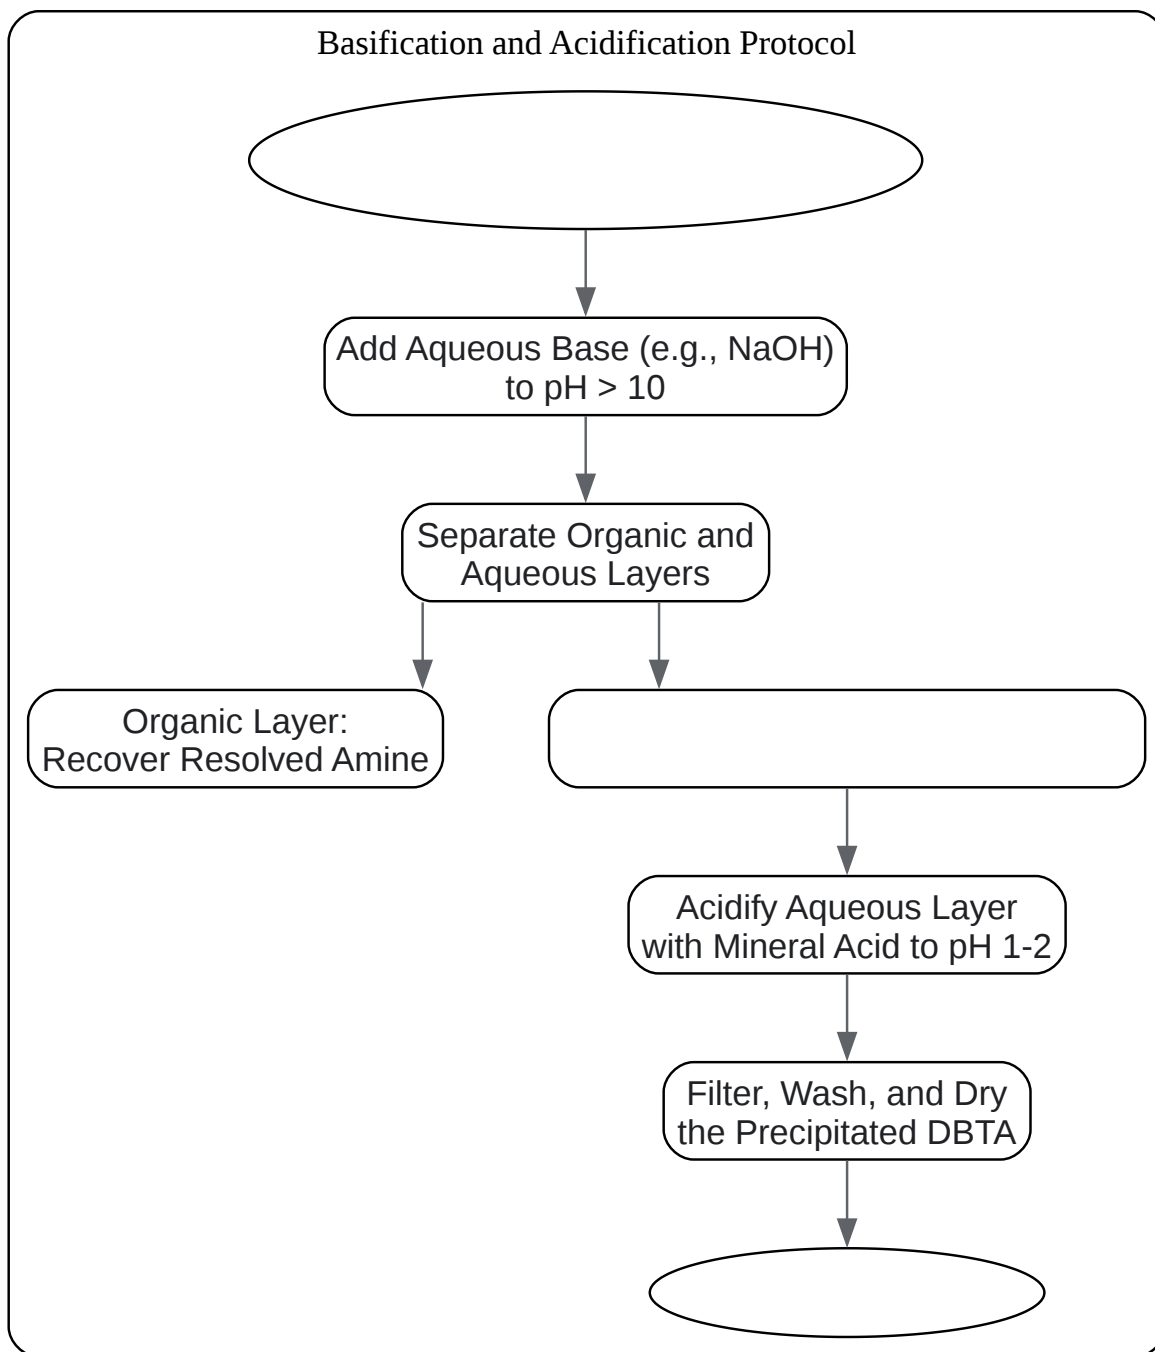 Basification and Acidification Protocol
Add Aqueous Base (e.g., NaOH)
to pH > 10
Separate Organic and
Aqueous Layers
Organic Layer:
Recover Resolved Amine
Acidify Aqueous Layer
with Mineral Acid to pH 1-2
Filter, Wash, and Dry
the Precipitated DBTA